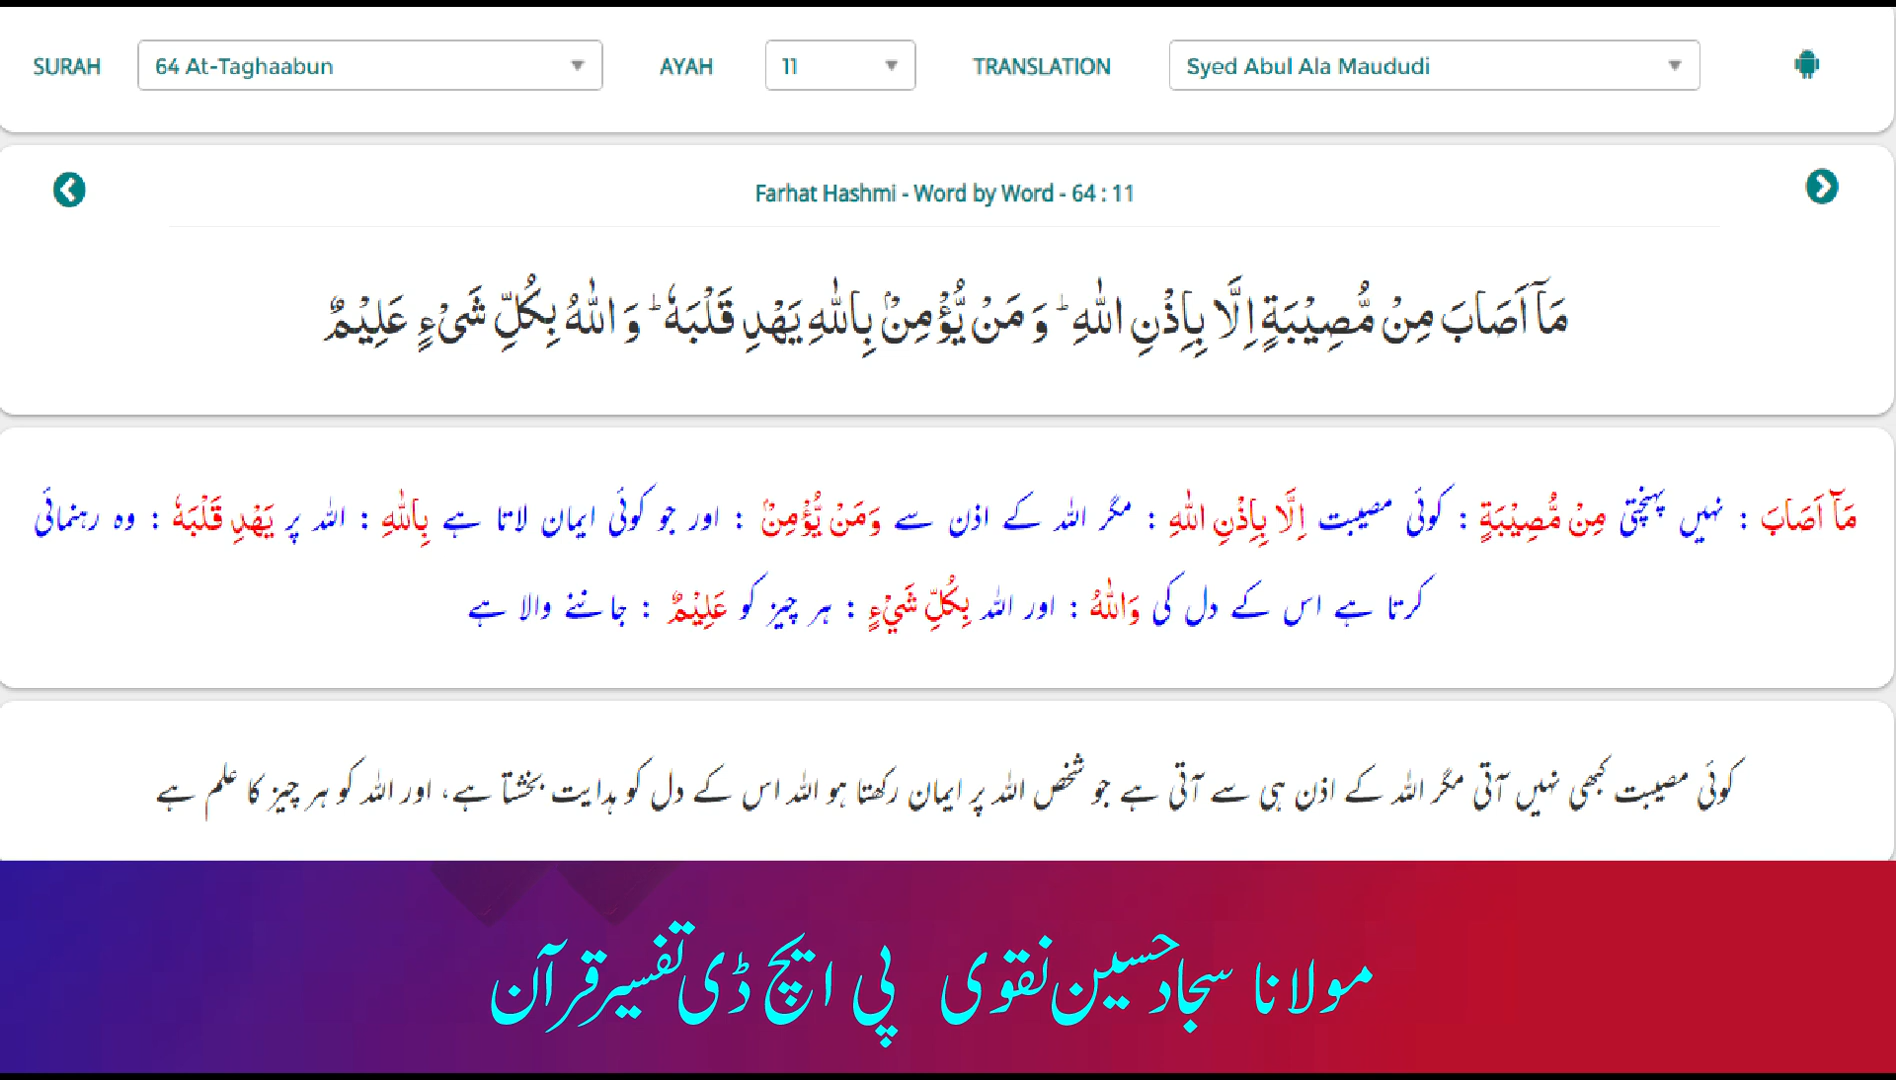 SURAH 64 At-Taghaabun AYAH 11 TRANSLATION Syed Abul Ala Maududi
Farhat Hashmi - Word by Word - 64 : 11
مَاۤ اَصَابَ مِنْ مُّصِیْبَةٍ اِلَّا بِاِذْنِ اللّٰهِ ؕ وَ مَنْ یُّؤْمِنْۢ بِاللّٰهِ یَهْدِ قَلْبَهٗ ؕ وَ اللّٰهُ بِكُلِّ شَیْءٍ عَلِیْمٌ
مَاۤ اَصَابَ : نہیں پہنچتی مِنْ مُّصِیْبَةٍ : کوئی مصیبت اِلَّا بِاِذْنِ اللّٰهِ : مگر اللہ کے اذن سے وَمَنْ یُّؤْمِنْۢ : اور جو کوئی ایمان لاتا ہے بِاللّٰهِ : اللہ پر یَهْدِ قَلْبَهٗ : وہ رہنمائی
کرتا ہے اس کے دل کی وَاللّٰهُ : اور اللہ بِكُلِّ شَيْءٍ : ہر چیز کو عَلِیْمٌ : جاننے والا ہے
کوئی مصیبت کبھی نہیں آتی مگر اللہ کے اذن ہی سے آتی ہے جو شخص اللہ پر ایمان رکھتا ہو اللہ اس کے دل کو ہدایت بخشتا ہے، اور اللہ کو ہر چیز کا علم ہے
مولانا سجاد حسین نقوی پی ایچ ڈی تفسیر قرآن